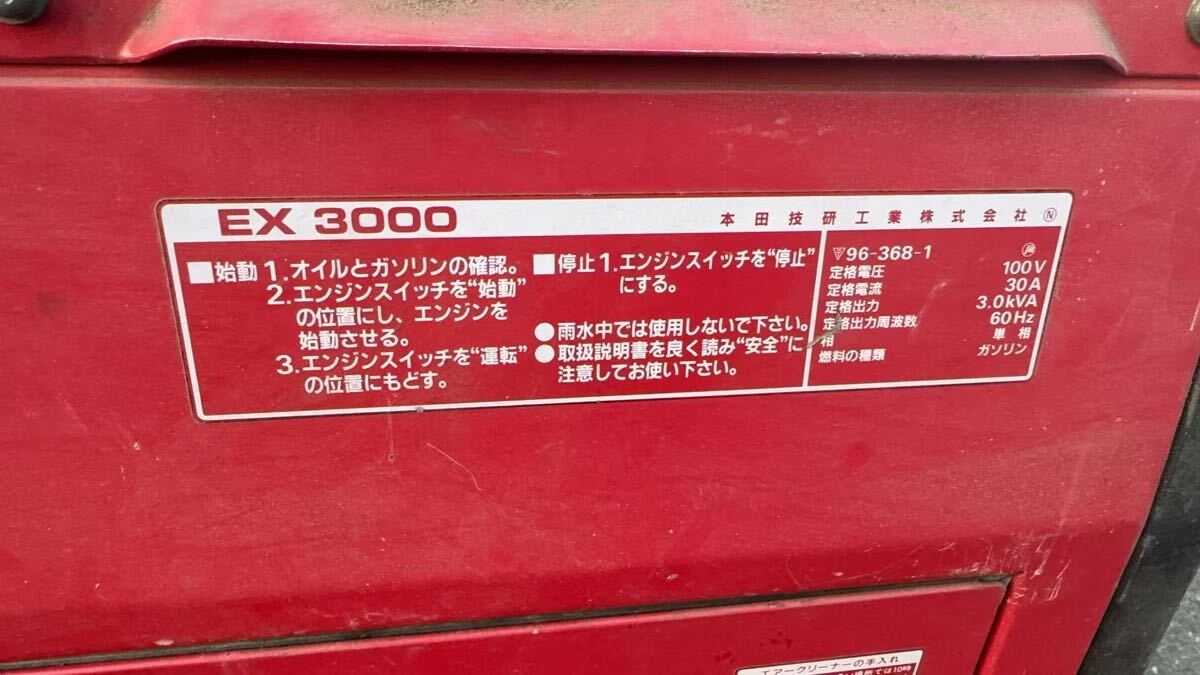 EX 3000
本田技研工業株式会社 Ⓝ
■始動 1. オイルとガソリンの確認。
2. エンジンスイッチを“始動”
の位置にし、エンジンを
始動させる。
3. エンジンスイッチを“運転”
の位置にもどす。
■停止 1. エンジンスイッチを“停止”
にする。
●雨水中では使用しないで下さい。
●取扱説明書を良く読み“安全”に
注意してお使い下さい。
▽96-368-1
定格電圧 100V
定格電流 30A
定格出力 3.0kVA
定格出力周波数 60Hz
相 単相
燃料の種類 ガソリン
エアークリーナーの手入れ